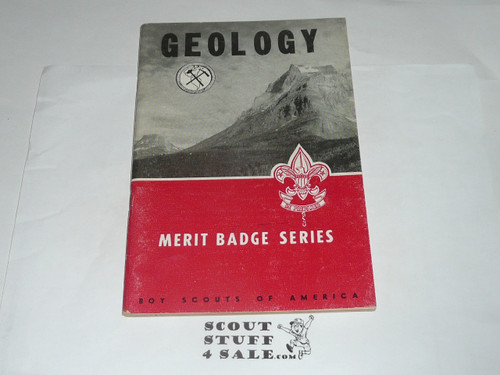 GEOLOGY
MERIT BADGE SERIES
BOY SCOUTS OF AMERICA
SCOUT
STUFF
4 SALE.com